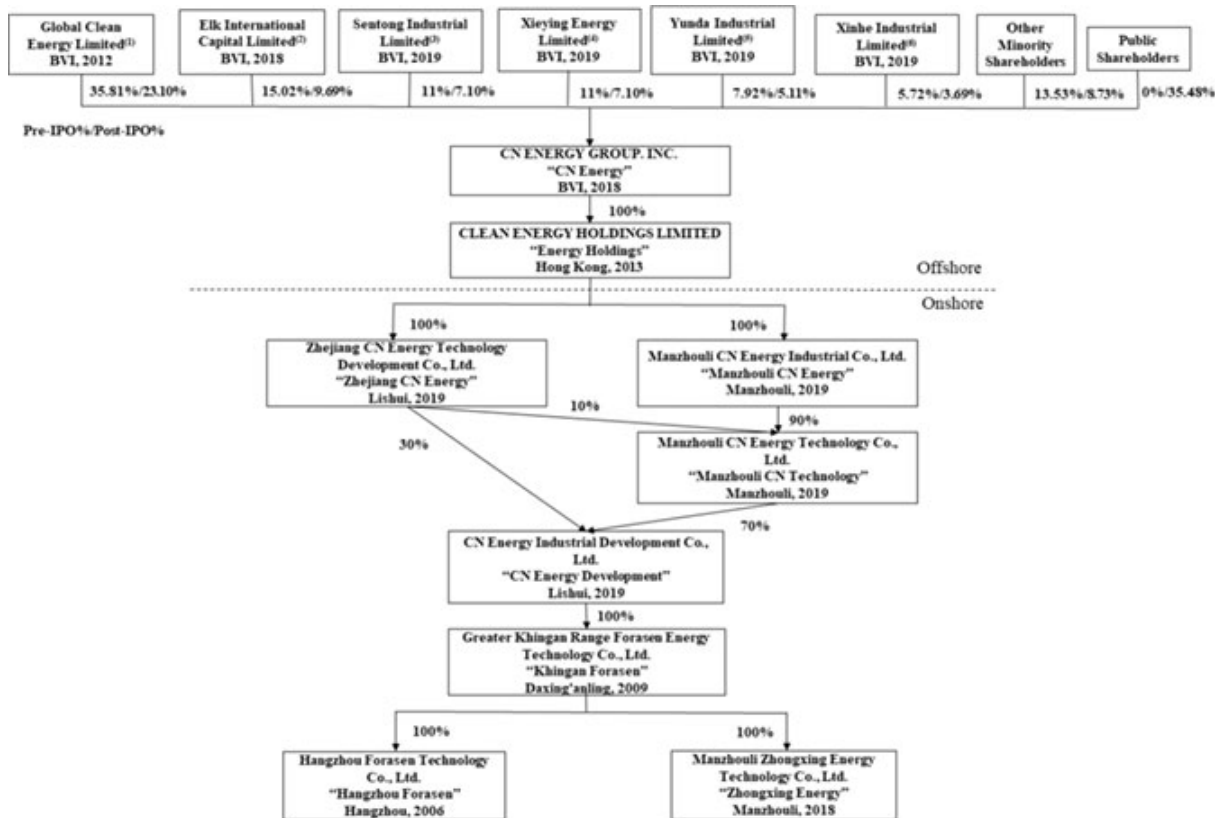 Global Clean
Energy Limited(1)
BVI, 2012
Elk International
Capital Limited(2)
BVI, 2018
Sentong Industrial
Limited(3)
BVI, 2019
Xieying Energy
Limited(4)
BVI, 2019
Yunda Industrial
Limited(5)
BVI, 2019
Xinhe Industrial
Limited(6)
BVI, 2019
Other
Minority
Shareholders
Public
Shareholders
35.81%/23.10%
15.02%/9.69%
11%/7.10%
11%/7.10%
7.92%/5.11%
5.72%/3.69%
13.53%/8.73%
0%/35.48%
Pre-IPO%/Post-IPO%
CN ENERGY GROUP. INC.
“CN Energy”
BVI, 2018
100%
CLEAN ENERGY HOLDINGS LIMITED
“Energy Holdings”
Hong Kong, 2013
Offshore
Onshore
100%
100%
Zhejiang CN Energy Technology
Development Co., Ltd.
“Zhejiang CN Energy”
Lishui, 2019
Manzhouli CN Energy Industrial Co., Ltd.
“Manzhouli CN Energy”
Manzhouli, 2019
10%
90%
30%
Manzhouli CN Energy Technology Co.,
Ltd.
“Manzhouli CN Technology”
Manzhouli, 2019
70%
CN Energy Industrial Development Co.,
Ltd.
“CN Energy Development”
Lishui, 2019
100%
Greater Khingan Range Forasen Energy
Technology Co., Ltd.
“Khingan Forasen”
Daxing'anling, 2009
100%
100%
Hangzhou Forasen Technology
Co., Ltd.
“Hangzhou Forasen”
Hangzhou, 2006
Manzhouli Zhongxing Energy
Technology Co., Ltd.
“Zhongxing Energy”
Manzhouli, 2018